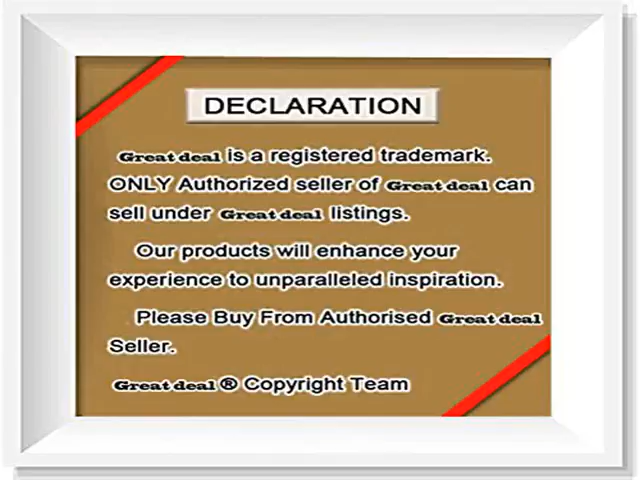 DECLARATION
Great deal is a registered trademark.
ONLY Authorized seller of Great deal can
sell under Great deal listings.
Our products will enhance your
experience to unparalleled inspiration.
Please Buy From Authorised Great deal
Seller.
Great deal ® Copyright Team